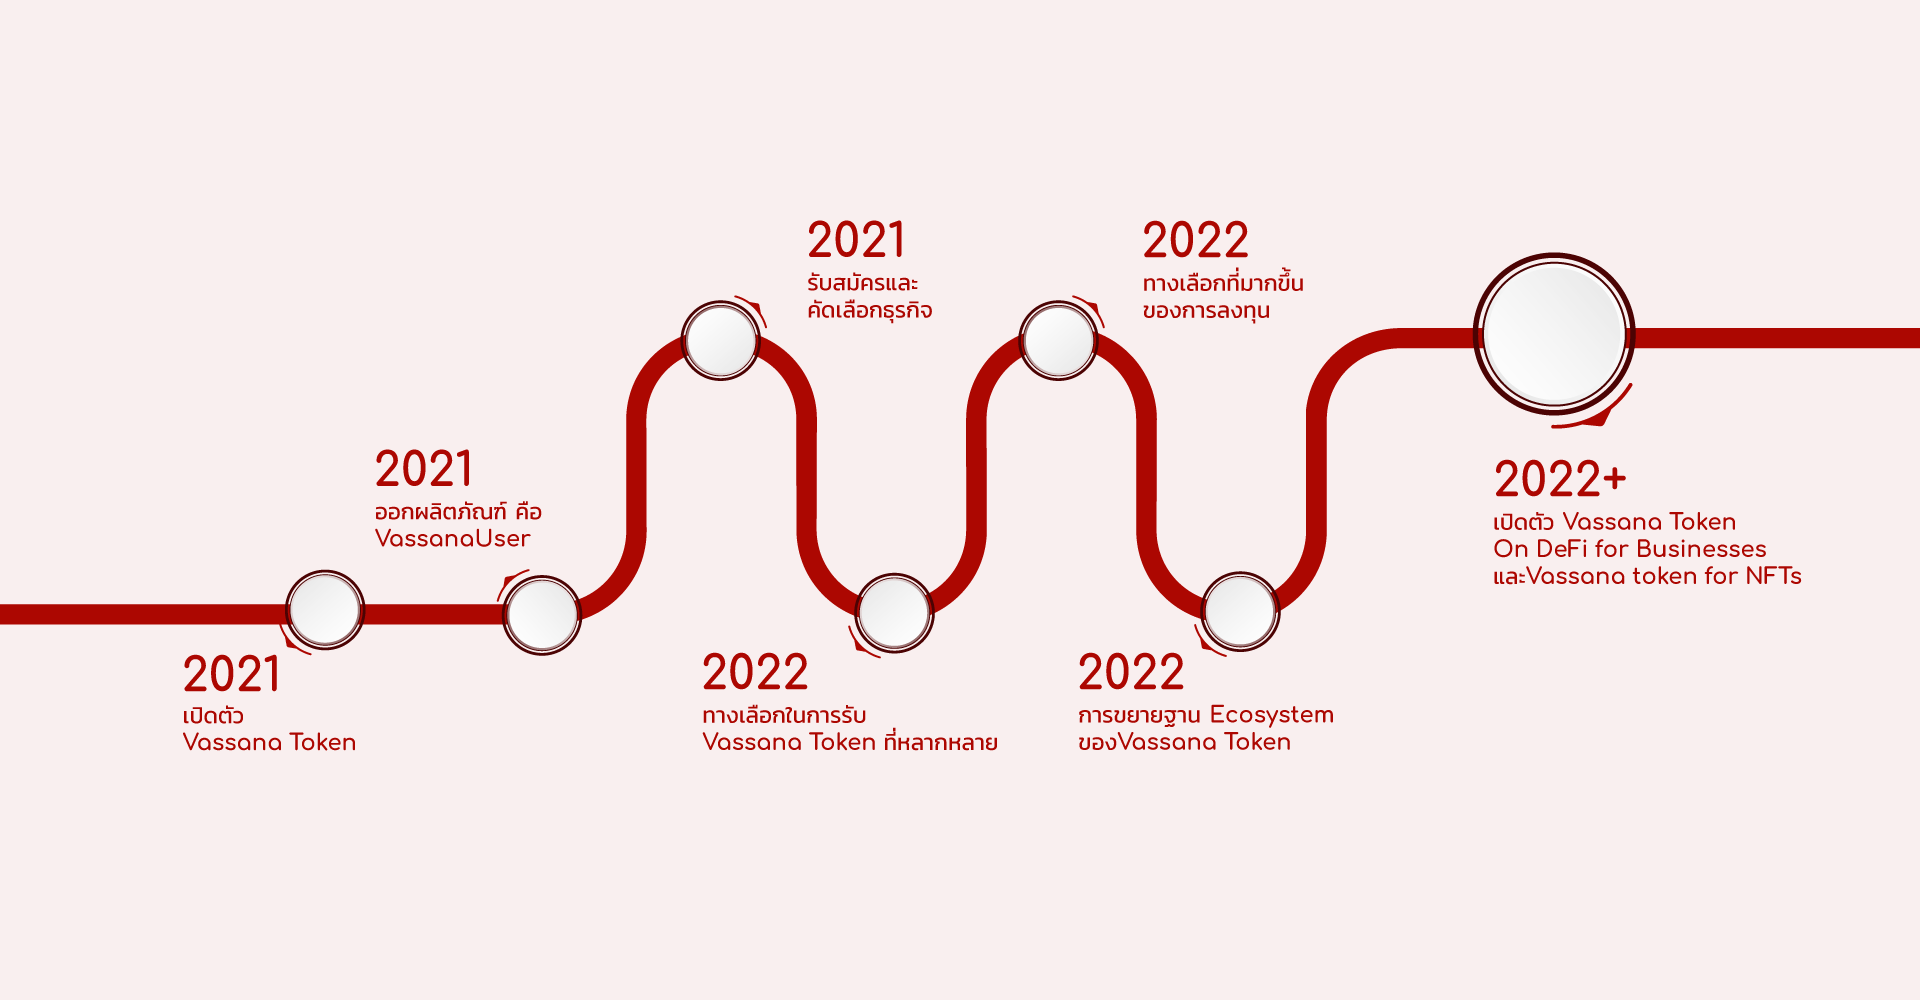 2021
เปิดตัว
Vassana Token
2021
ออกผลิตภัณฑ์ คือ
VassanaUser
2021
รับสมัครและ
คัดเลือกธุรกิจ
2022
ทางเลือกในการรับ
Vassana Token ที่หลากหลาย
2022
ทางเลือกที่มากขึ้น
ของการลงทุน
2022
การขยายฐาน Ecosystem
ของVassana Token
2022+
เปิดตัว Vassana Token
On DeFi for Businesses
และVassana token for NFTs